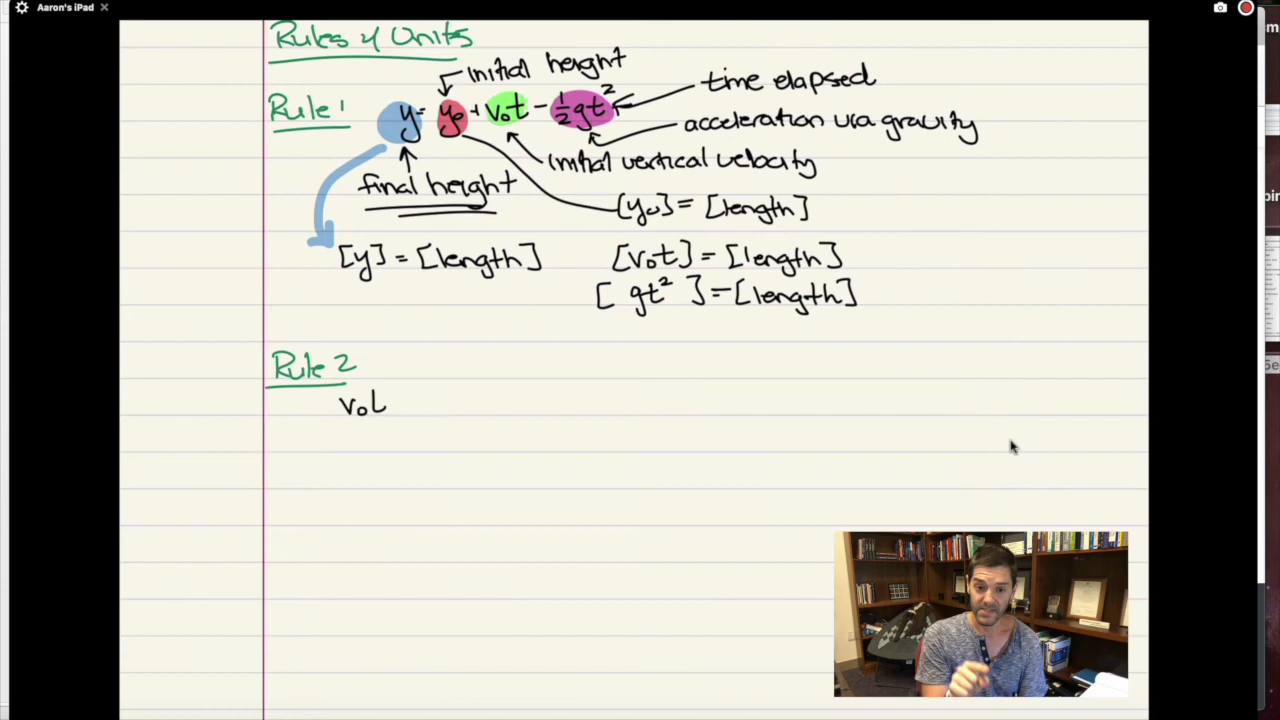 Aaron's iPad
Rules of Units
initial height
Rule 1
y = y₀ + v₀t - ½gt²
time elapsed
acceleration via gravity
initial vertical velocity
final height
[y₀] = [length]
[y] = [length]
[v₀t] = [length]
[gt²] = [length]
Rule 2
v₀t